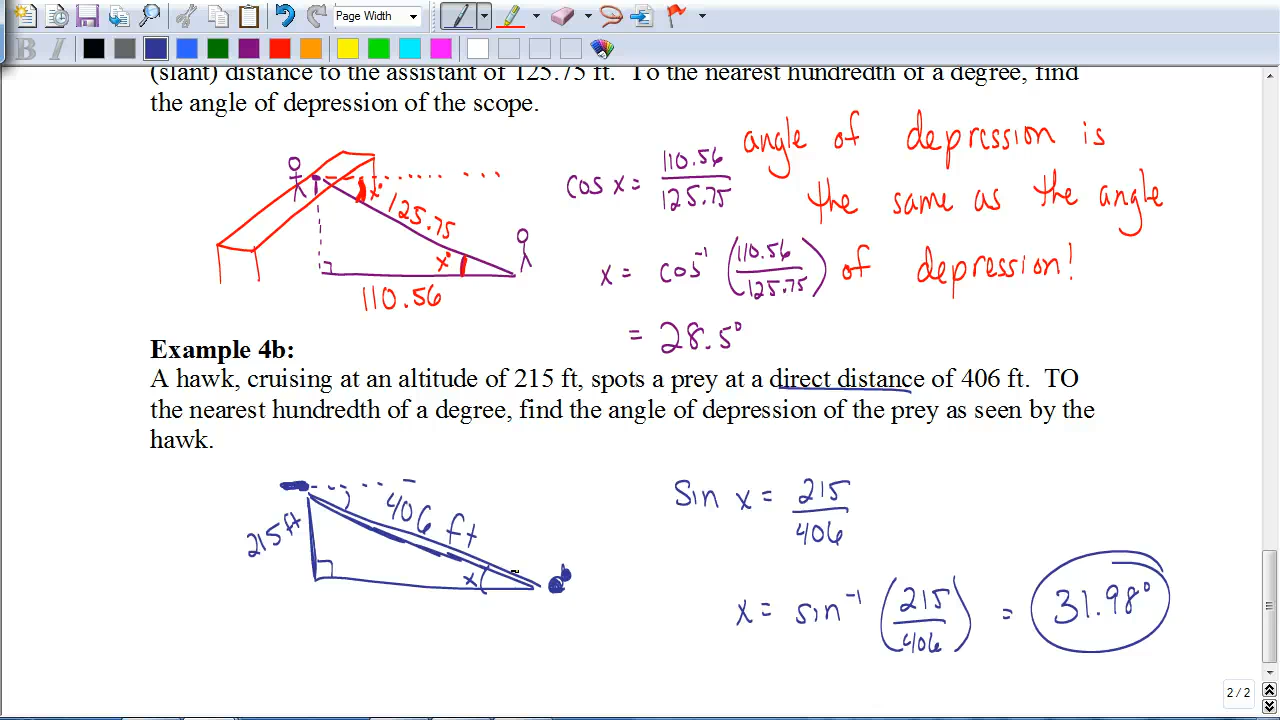 Page Width
B I
(slant) distance to the assistant of 125.75 ft. To the nearest hundredth of a degree, find
the angle of depression of the scope.
x°
125.75
x°
110.56
cos x = 110.56
125.75
x = cos⁻¹ (110.56
125.75)
= 28.5°
angle of depression is
the same as the angle
of depression!
Example 4b:
A hawk, cruising at an altitude of 215 ft, spots a prey at a direct distance of 406 ft. TO
the nearest hundredth of a degree, find the angle of depression of the prey as seen by the
hawk.
406 ft
215 ft
x
Sin x = 215
406
x = sin⁻¹ (215
406) = 31.98°
2 / 2